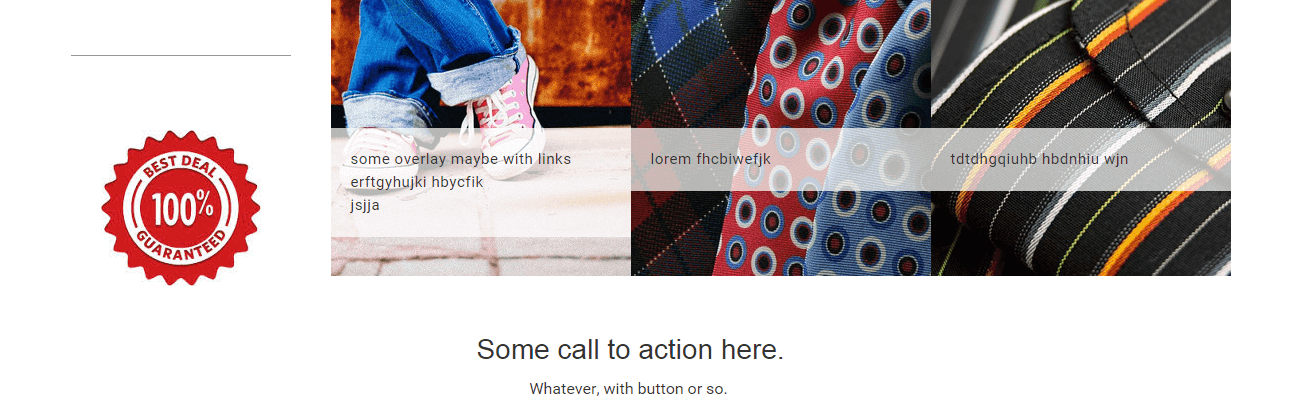 BEST DEAL
100%
GUARANTEED
some overlay maybe with links
erftgyhujki hbycfik
jsjja
lorem fhcbiwefjk
tdtdhgqiuhb hbdnhiu wjn
Some call to action here.
Whatever, with button or so.